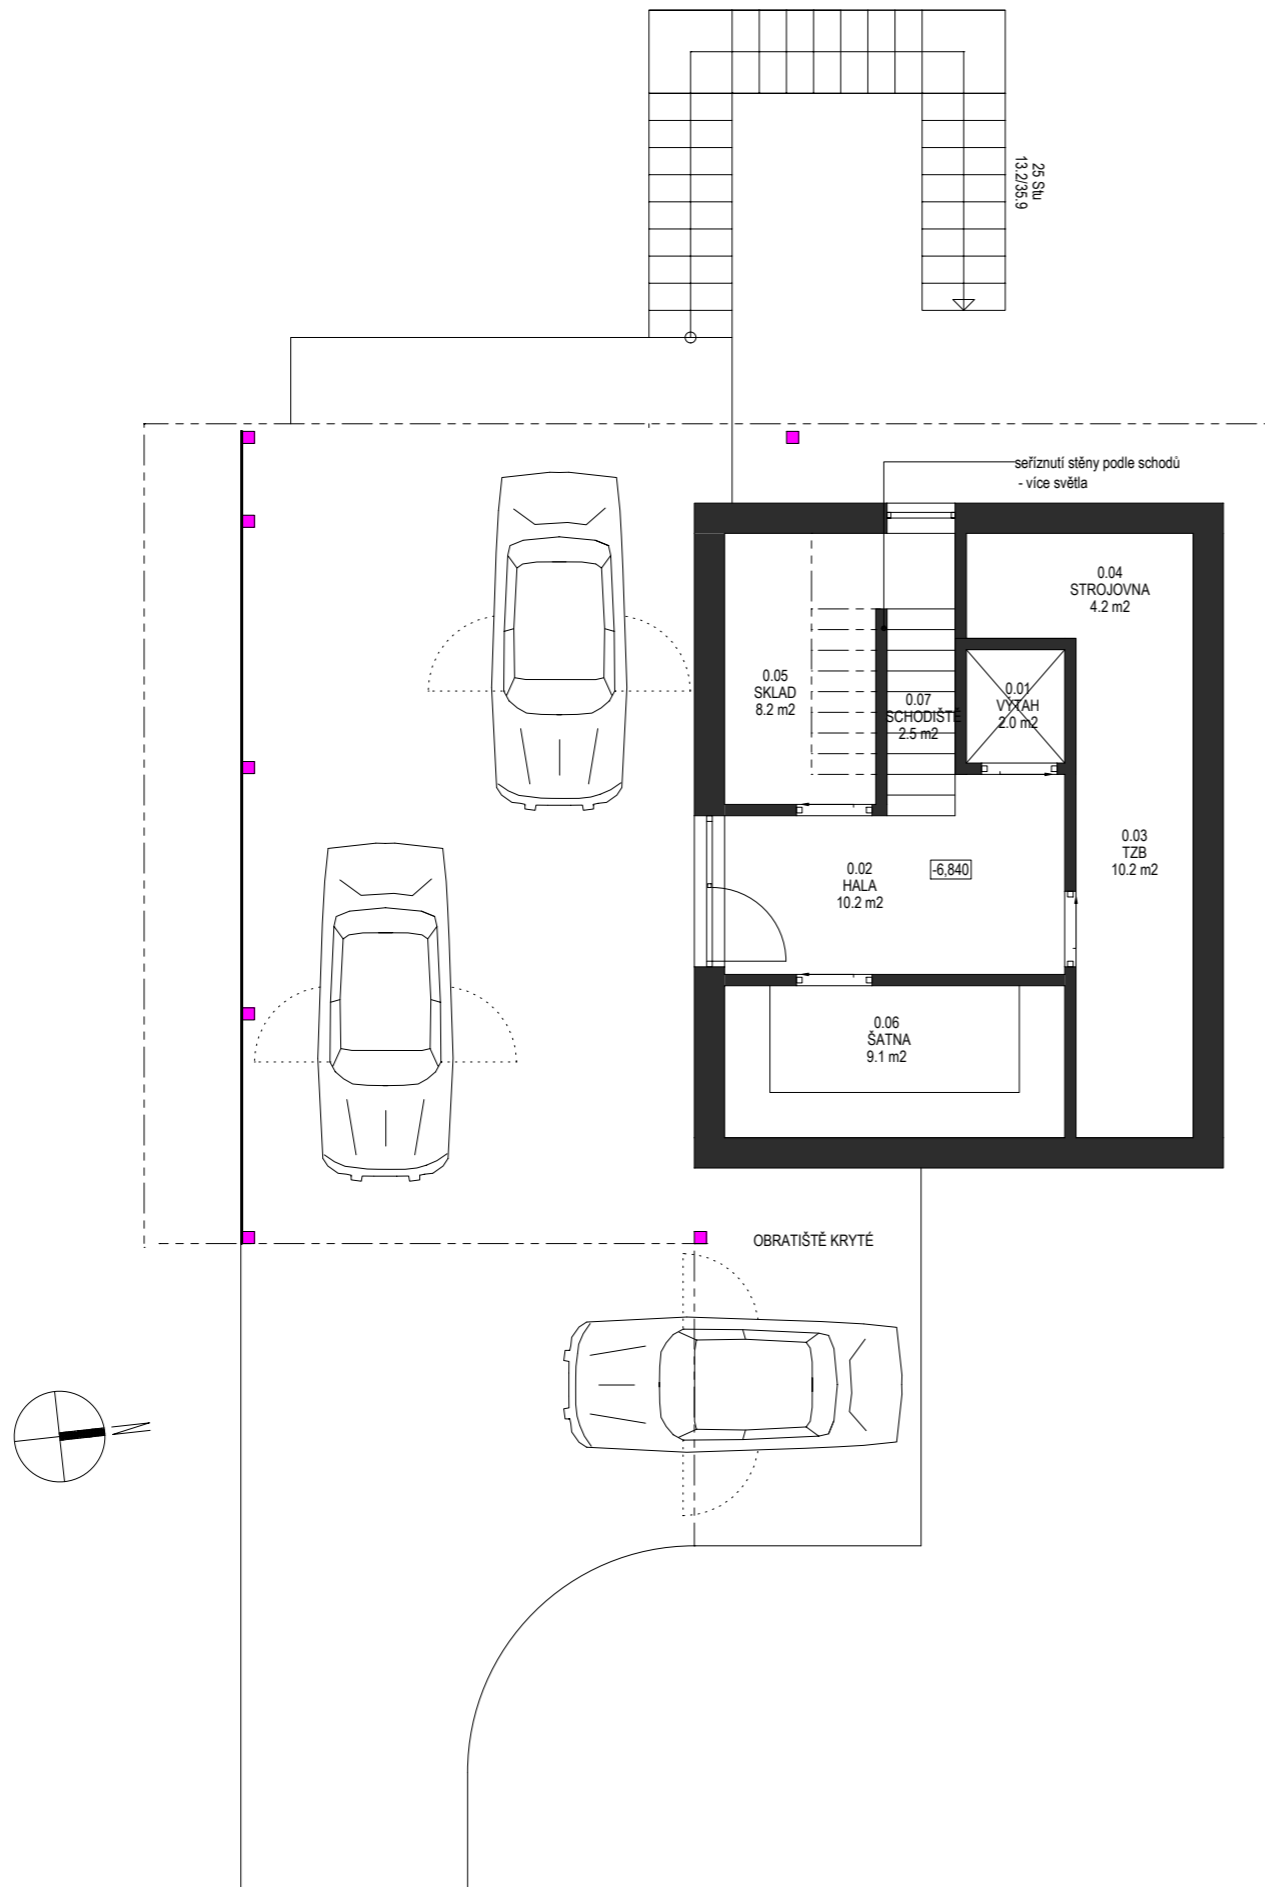 25 Stu
13.2/35.9
seříznutí stěny podle schodů
- více světla
0.04
STROJOVNA
4.2 m2
0.05
SKLAD
8.2 m2
0.07
SCHODIŠTĚ
2.5 m2
0.01
VÝTAH
2.0 m2
0.02
HALA
10.2 m2
-6,840
0.03
TZB
10.2 m2
0.06
ŠATNA
9.1 m2
OBRATIŠTĚ KRYTÉ